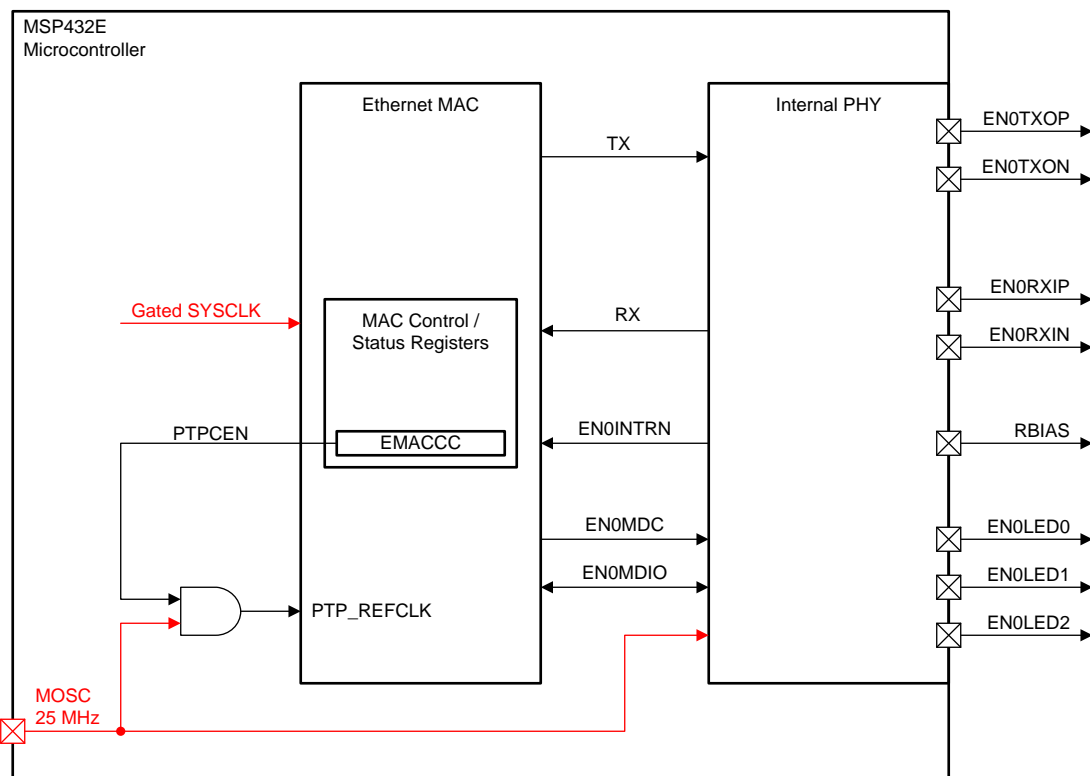 MSP432E
Microcontroller
Ethernet MAC
Internal PHY
EN0TXOP
TX
EN0TXON
EN0RXIP
Gated SYSCLK
MAC Control /
Status Registers
RX
EN0RXIN
PTPCEN
EMACCC
EN0INTRN
RBIAS
EN0MDC
EN0LED0
EN0MDIO
EN0LED1
PTP_REFCLK
EN0LED2
MOSC
25 MHz